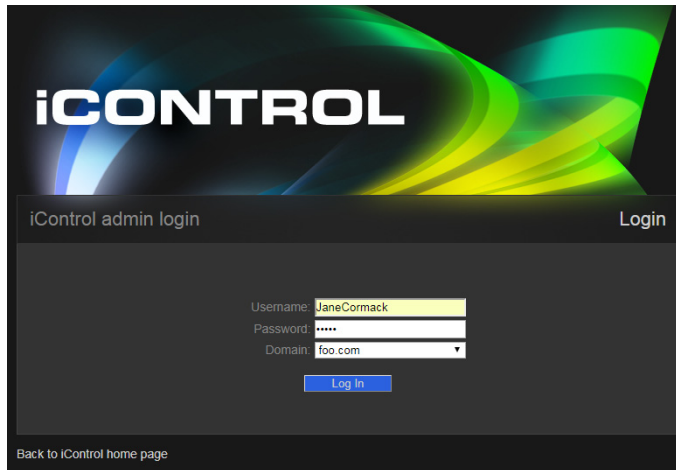 iCONTROL
iControl admin login
Login
Username: JaneCormack
Password: •••••
Domain: foo.com
Log In
Back to iControl home page